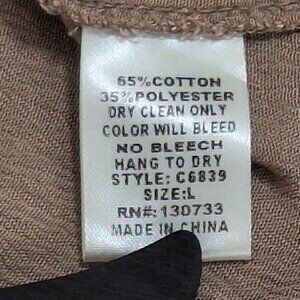 65%COTTON
35%POLYESTER
DRY CLEAN ONLY
COLOR WILL BLEED
NO BLEECH
HANG TO DRY
STYLE: C6839
SIZE:L
RN#:130733
MADE IN CHINA